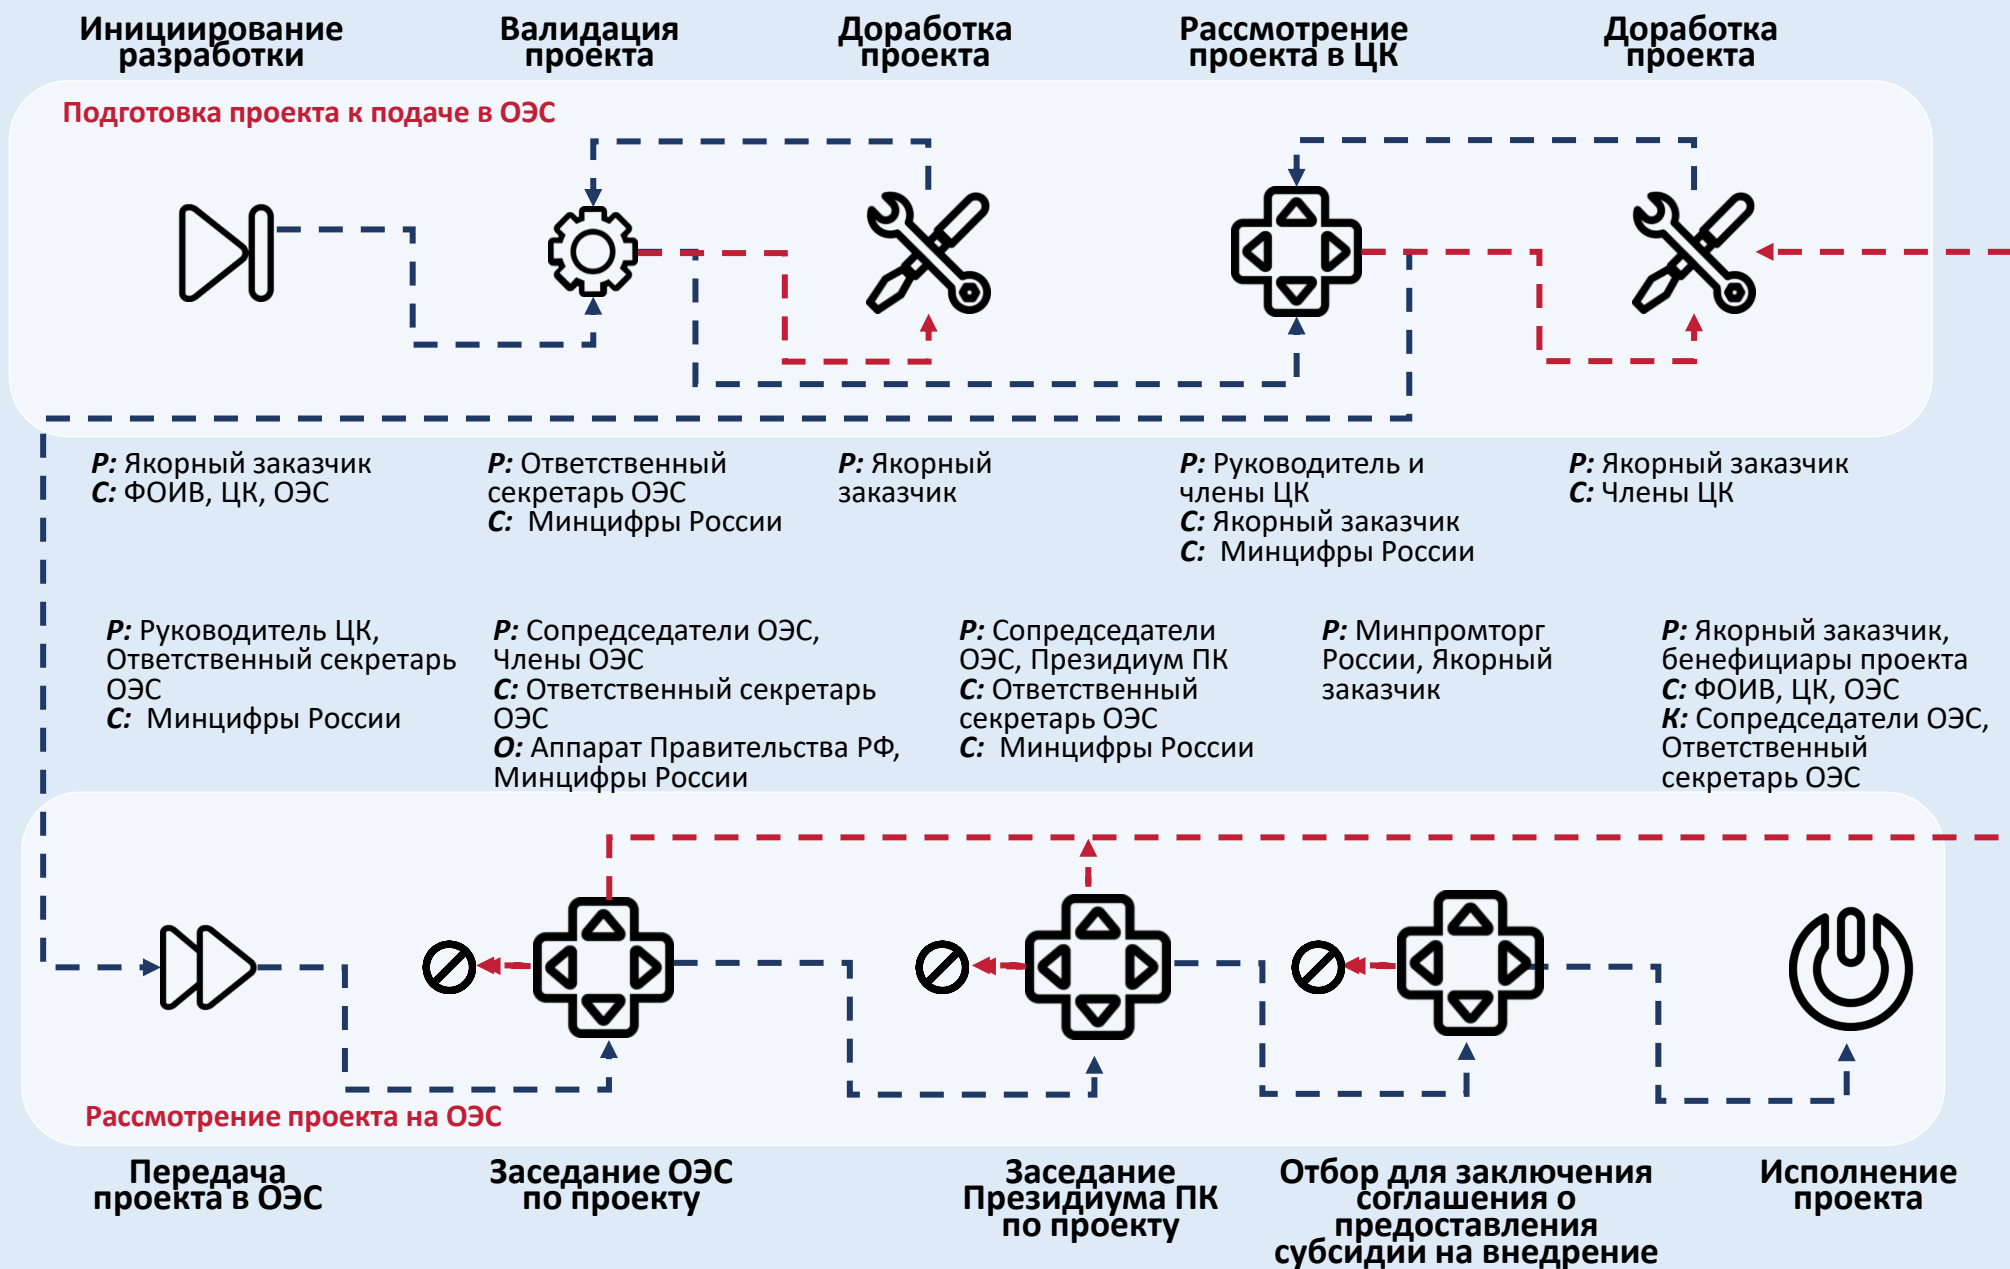 Инициирование
разработки
Валидация
проекта
Доработка
проекта
Рассмотрение
проекта в ЦК
Доработка
проекта
Подготовка проекта к подаче в ОЭС
Р: Якорный заказчик
С: ФОИВ, ЦК, ОЭС
Р: Ответственный
секретарь ОЭС
С: Минцифры России
Р: Якорный
заказчик
Р: Руководитель и
члены ЦК
С: Якорный заказчик
С: Минцифры России
Р: Якорный заказчик
С: Члены ЦК
Р: Руководитель ЦК,
Ответственный секретарь
ОЭС
С: Минцифры России
Р: Сопредседатели ОЭС,
Члены ОЭС
С: Ответственный секретарь
ОЭС
О: Аппарат Правительства РФ,
Минцифры России
Р: Сопредседатели
ОЭС, Президиум ПК
С: Ответственный
секретарь ОЭС
С: Минцифры России
Р: Минпромторг
России, Якорный
заказчик
Р: Якорный заказчик,
бенефициары проекта
С: ФОИВ, ЦК, ОЭС
К: Сопредседатели ОЭС,
Ответственный
секретарь ОЭС
Рассмотрение проекта на ОЭС
Передача
проекта в ОЭС
Заседание ОЭС
по проекту
Заседание
Президиума ПК
по проекту
Отбор для заключения
соглашения о
предоставления
субсидии на внедрение
Исполнение
проекта